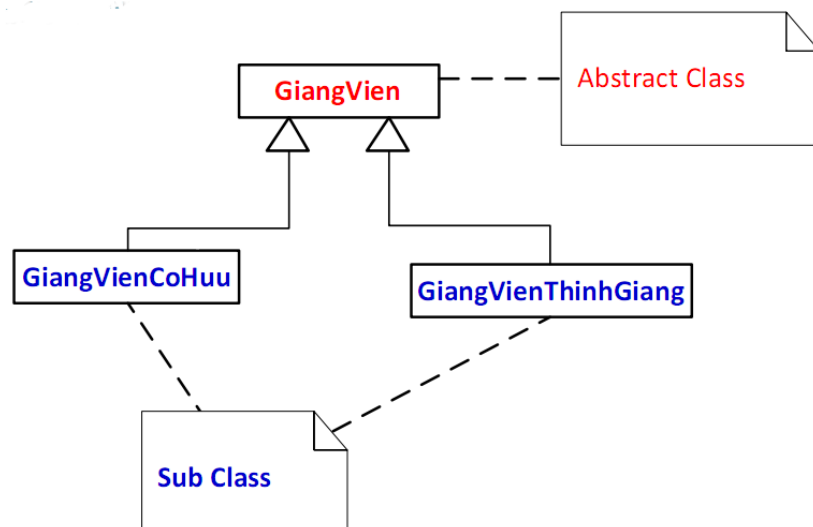 GiangVien
Abstract Class
GiangVienCoHuu
GiangVienThinhGiang
Sub Class